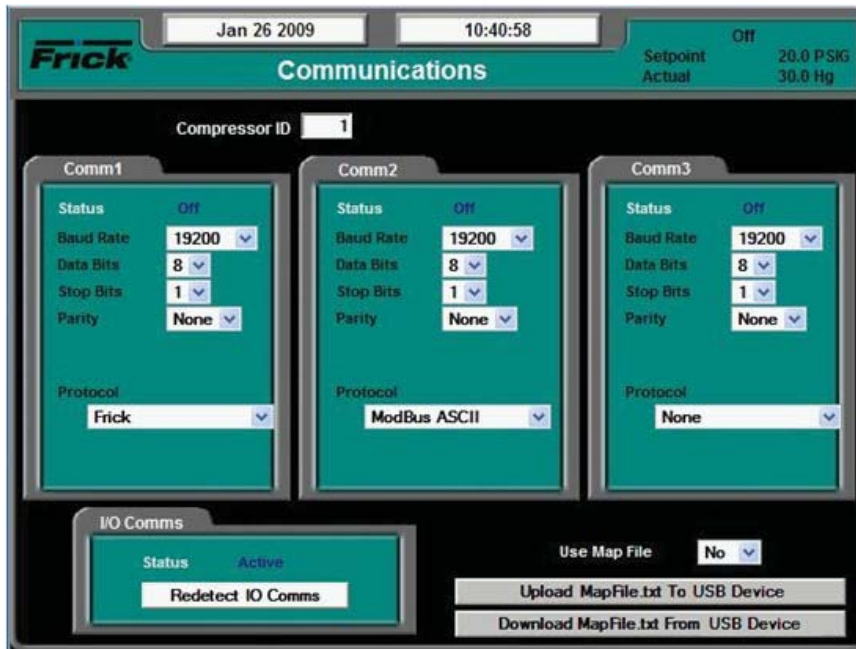 Frick
Jan 26 2009
10:40:58
Communications
Off
Setpoint 20.0 PSIG
Actual 30.0 Hg
Compressor ID 1
Comm1
Status Off
Baud Rate 19200
Data Bits 8
Stop Bits 1
Parity None
Protocol
Frick
Comm2
Status Off
Baud Rate 19200
Data Bits 8
Stop Bits 1
Parity None
Protocol
ModBus ASCII
Comm3
Status Off
Baud Rate 19200
Data Bits 8
Stop Bits 1
Parity None
Protocol
None
I/O Comms
Status Active
Redetect IO Comms
Use Map File No
Upload MapFile.txt To USB Device
Download MapFile.txt From USB Device